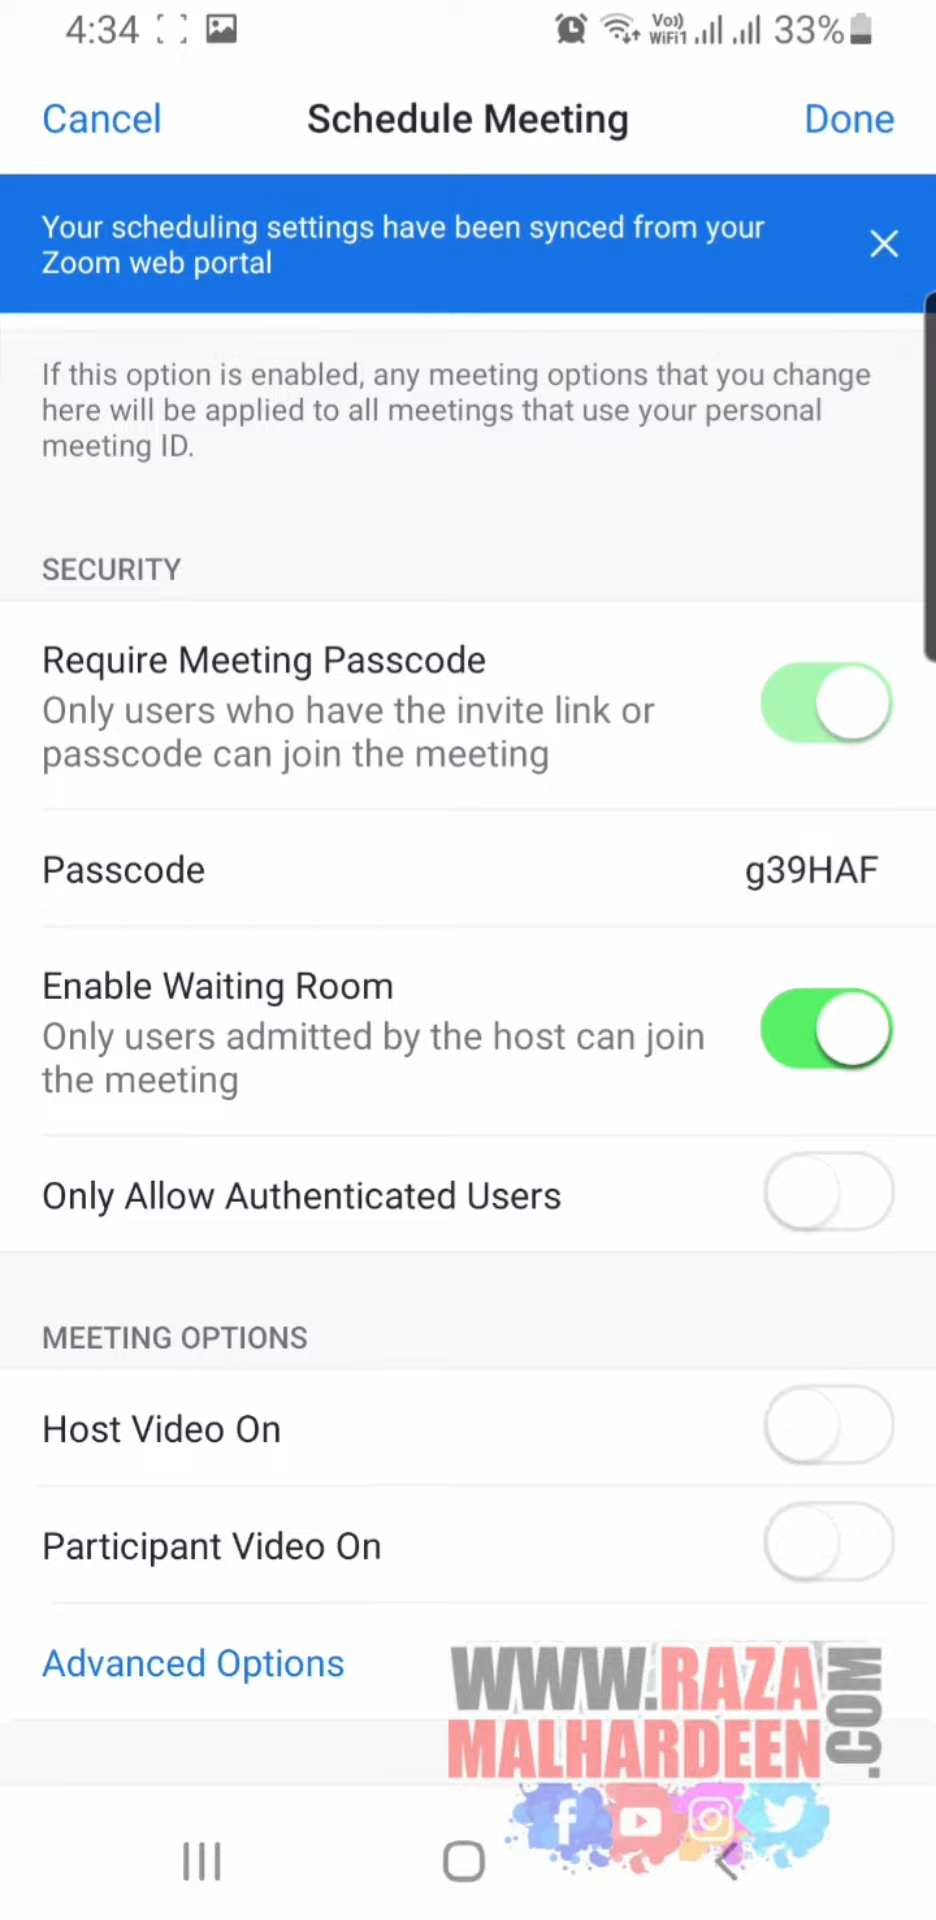 4:34
Vo))
WiFi1
33%
Cancel
Schedule Meeting
Done
Your scheduling settings have been synced from your
Zoom web portal
If this option is enabled, any meeting options that you change
here will be applied to all meetings that use your personal
meeting ID.
SECURITY
Require Meeting Passcode
Only users who have the invite link or
passcode can join the meeting
Passcode
g39HAF
Enable Waiting Room
Only users admitted by the host can join
the meeting
Only Allow Authenticated Users
MEETING OPTIONS
Host Video On
Participant Video On
Advanced Options
WWW.RAZA
MALHARDEEN
.COM